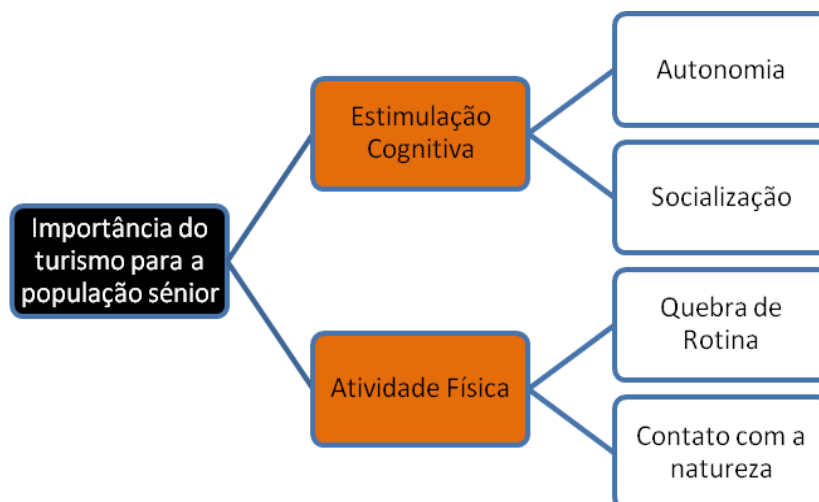 Importância do
turismo para a
população sénior
Estimulação
Cognitiva
Autonomia
Socialização
Atividade Física
Quebra de
Rotina
Contato com a
natureza